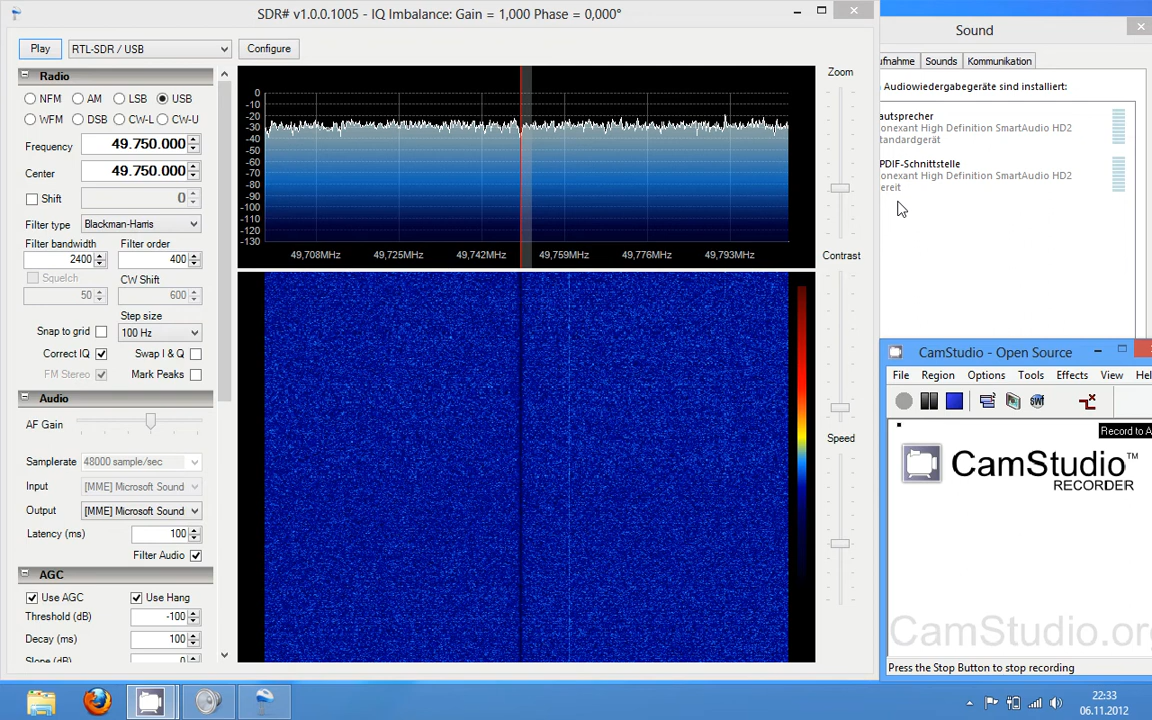 SDR# v1.0.0.1005 - IQ Imbalance: Gain = 1,000 Phase = 0,000°
Play
RTL-SDR / USB
Configure
Radio
NFM AM LSB USB
WFM DSB CW-L CW-U
Frequency 49.750.000
Center 49.750.000
Shift 0
Filter type Blackman-Harris
Filter bandwidth Filter order
2400 400
Squelch CW Shift
50 600
Step size
Snap to grid 100 Hz
Correct IQ Swap I & Q
FM Stereo Mark Peaks
Audio
AF Gain
Samplerate 48000 sample/sec
Input [MME] Microsoft Sound
Output [MME] Microsoft Sound
Latency (ms) 100
Filter Audio
AGC
Use AGC Use Hang
Threshold (dB) -100
Decay (ms) 100
Slope (dB) 0
0
-10
-20
-30
-40
-50
-60
-70
-80
-90
-100
-110
-120
-130
49,708MHz 49,725MHz 49,742MHz 49,759MHz 49,776MHz 49,793MHz
Zoom
Contrast
Speed
Sound
ufnahme Sounds Kommunikation
Audiowiedergabegeräte sind installiert:
autsprecher
onexant High Definition SmartAudio HD2
tandardgerät
PDIF-Schnittstelle
onexant High Definition SmartAudio HD2
ereit
CamStudio - Open Source
File Region Options Tools Effects View Hel
SWf
Record to A
CamStudio™
RECORDER
CamStudio.org
Press the Stop Button to stop recording
22:33
06.11.2012